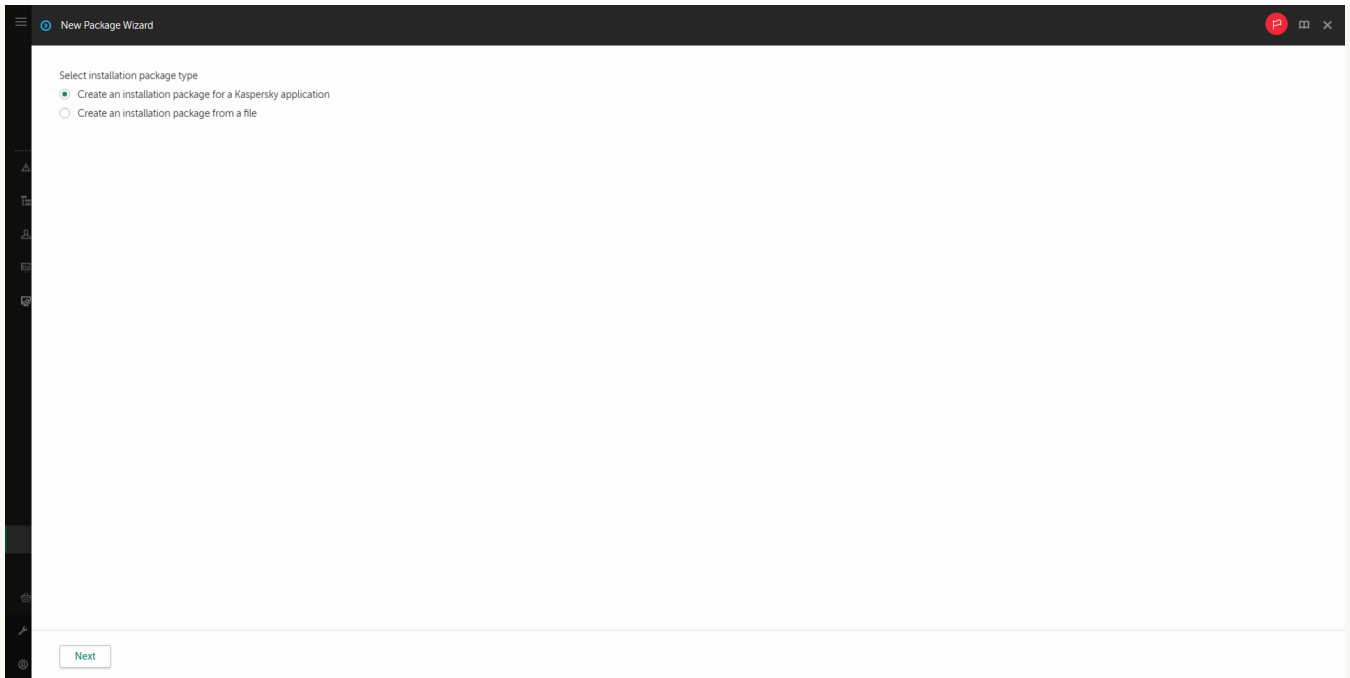 New Package Wizard
Select installation package type
Create an installation package for a Kaspersky application
Create an installation package from a file
Next